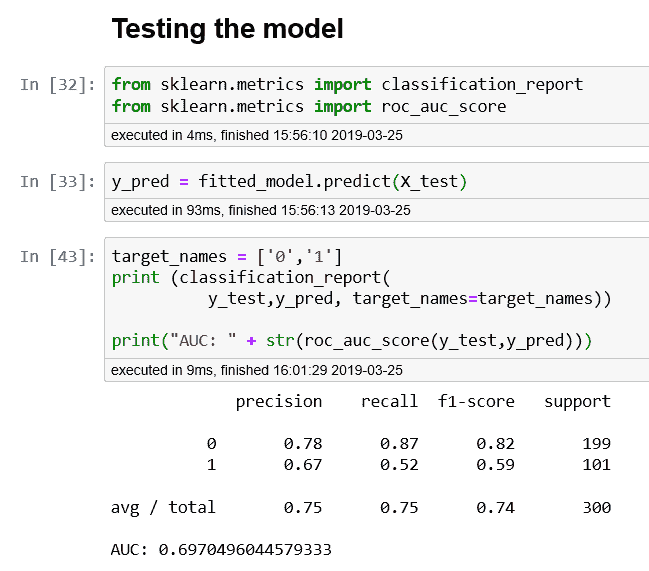 Testing the model
In [32]: from sklearn.metrics import classification_report
from sklearn.metrics import roc_auc_score
executed in 4ms, finished 15:56:10 2019-03-25
In [33]: y_pred = fitted_model.predict(X_test)
executed in 93ms, finished 15:56:13 2019-03-25
In [43]: target_names = ['0','1']
print (classification_report(
y_test,y_pred, target_names=target_names))
print("AUC: " + str(roc_auc_score(y_test,y_pred)))
executed in 9ms, finished 16:01:29 2019-03-25
precision recall f1-score support
0 0.78 0.87 0.82 199
1 0.67 0.52 0.59 101
avg / total 0.75 0.75 0.74 300
AUC: 0.6970496044579333